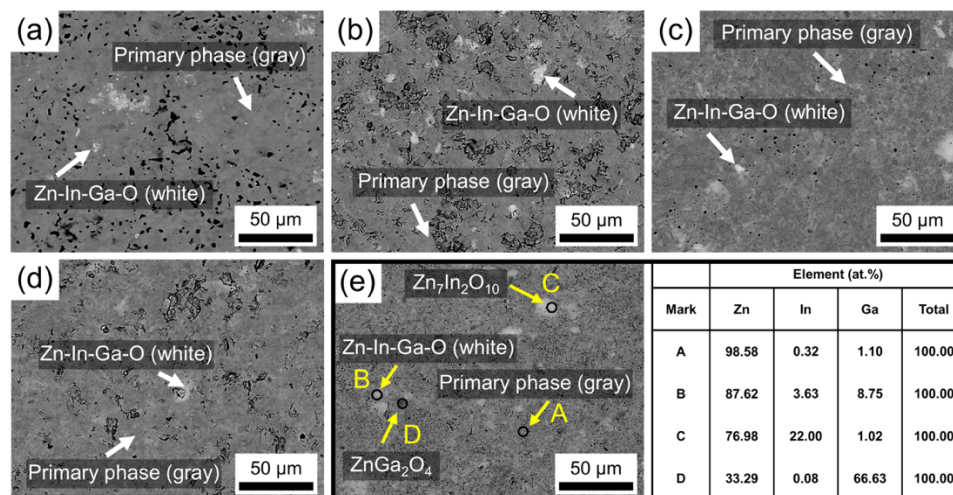 (a)
Primary phase (gray)
Zn-In-Ga-O (white)
50 μm
(b)
Zn-In-Ga-O (white)
Primary phase (gray)
50 μm
(c)
Primary phase (gray)
Zn-In-Ga-O (white)
50 μm
(d)
Zn-In-Ga-O (white)
Primary phase (gray)
50 μm
(e)
Zn₇In₂O₁₀
C
Zn-In-Ga-O (white)
B
Primary phase (gray)
A
D
ZnGa₂O₄
50 μm
Element (at.%)
Mark Zn In Ga Total
A 98.58 0.32 1.10 100.00
B 87.62 3.63 8.75 100.00
C 76.98 22.00 1.02 100.00
D 33.29 0.08 66.63 100.00